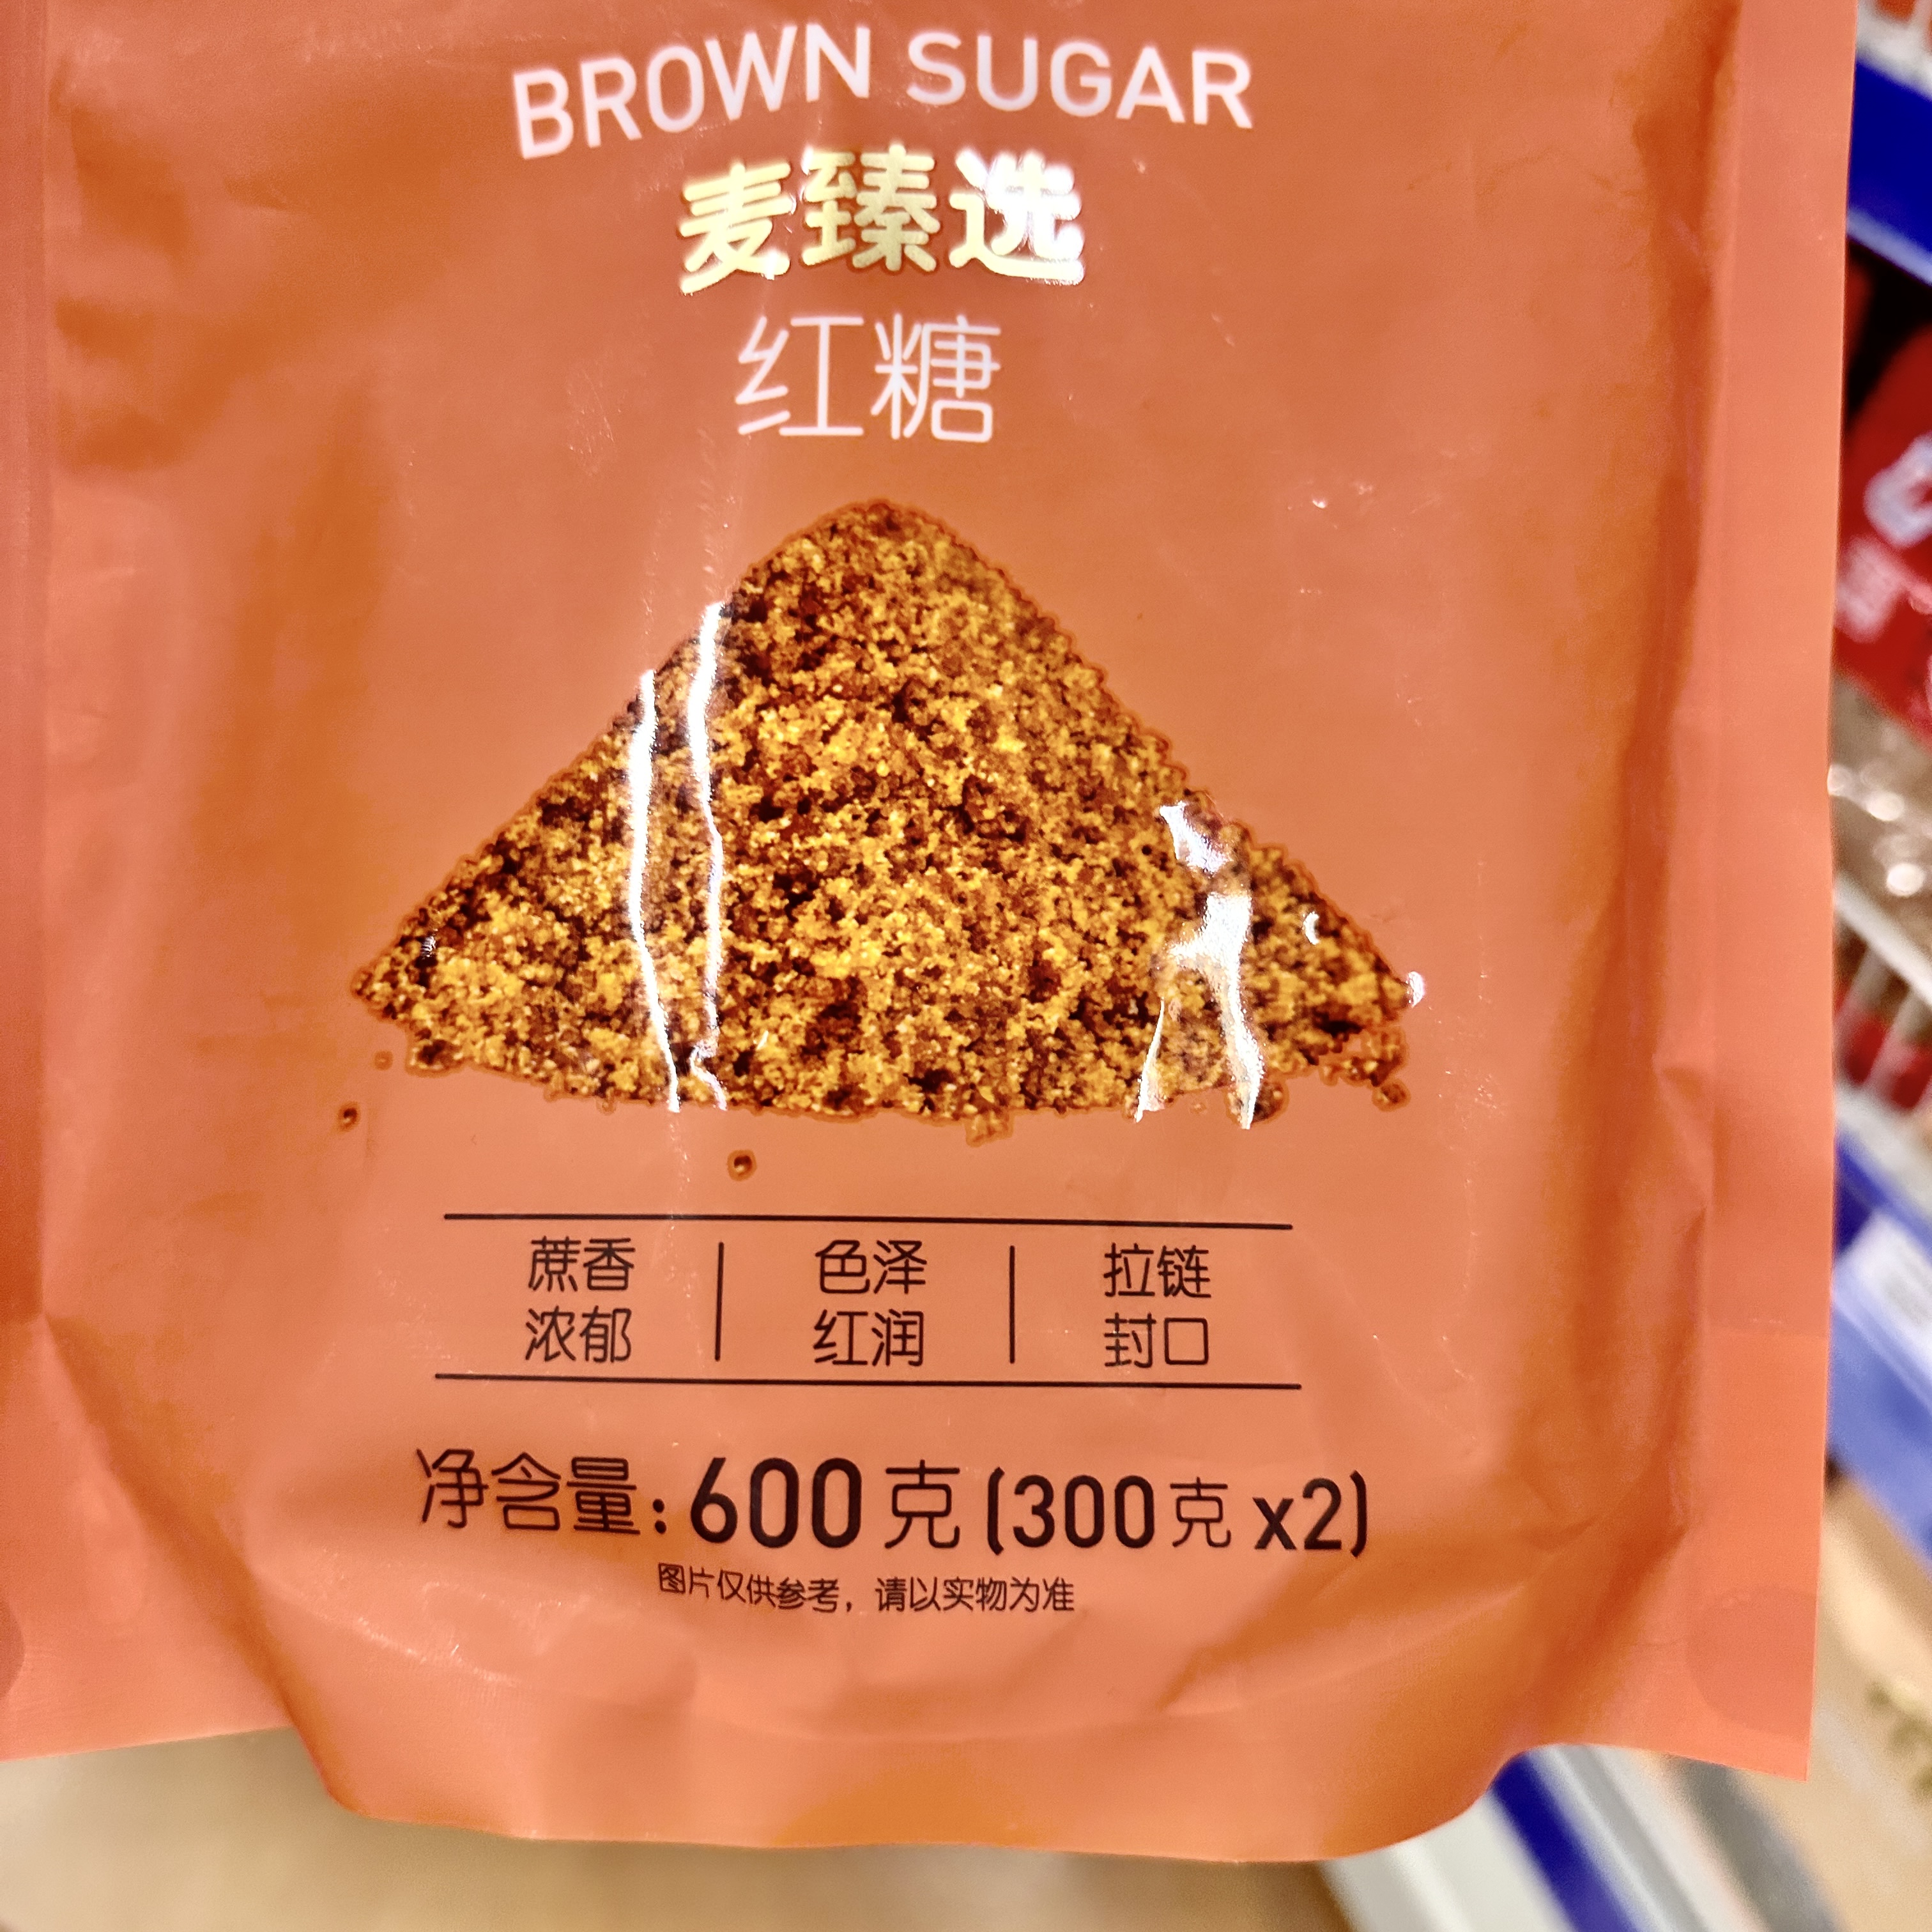 BROWN SUGAR
麦臻选
红糖
蔗香 色泽 拉链
浓郁 红润 封口
净含量:600克(300克x2)
图片仅供参考，请以实物为准